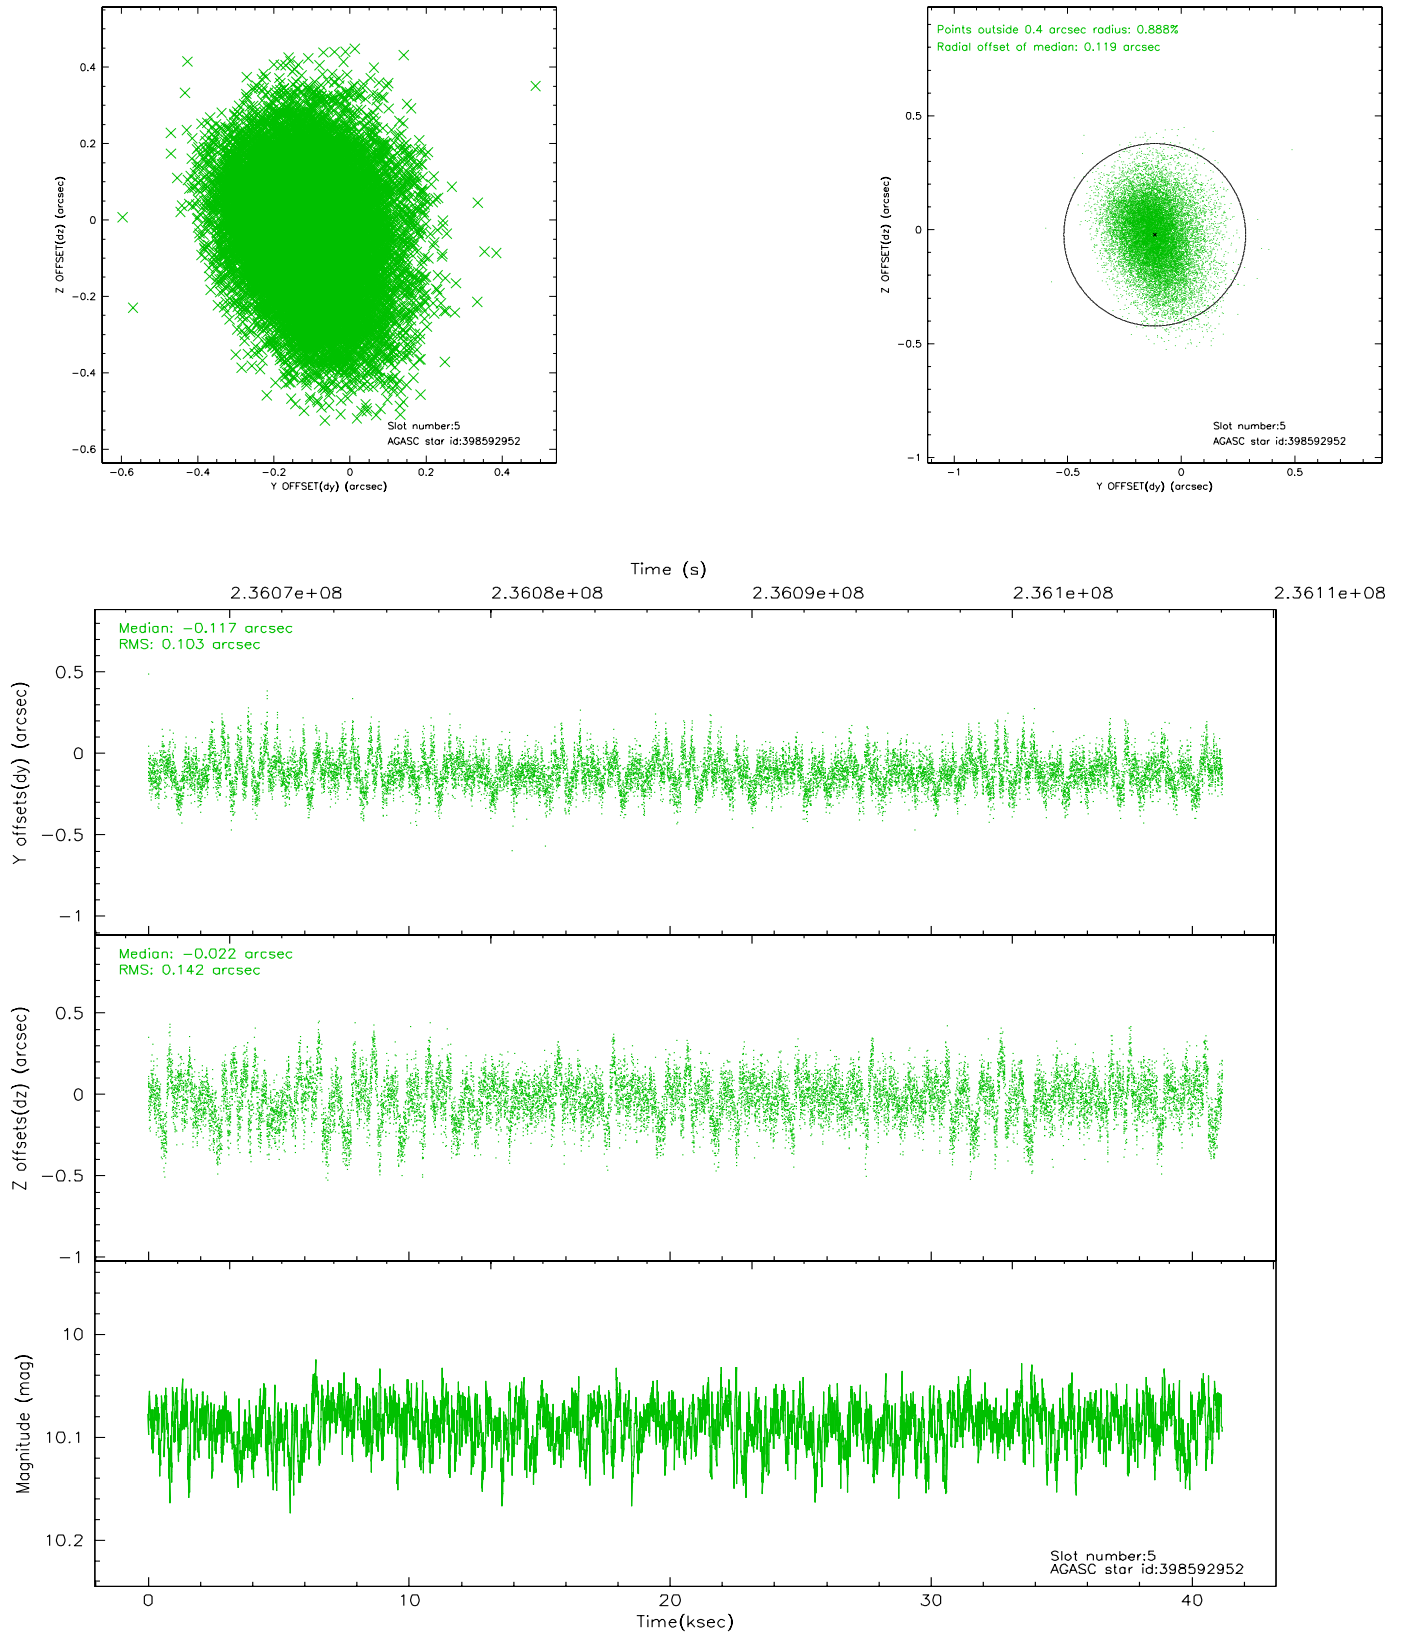 0.4
0.2
0
−0.2
−0.4
−0.6
Z OFFSET(dz) (arcsec)
Slot number:5
AGASC star id:398592952
−0.6 −0.4 −0.2 0 0.2 0.4
Y OFFSET(dy) (arcsec)
Points outside 0.4 arcsec radius: 0.888%
Radial offset of median: 0.119 arcsec
0.5
0
−0.5
−1
Z OFFSET(dz) (arcsec)
Slot number:5
AGASC star id:398592952
−1 −0.5 0 0.5
Y OFFSET(dy) (arcsec)
Time (s)
2.3607e+08 2.3608e+08 2.3609e+08 2.361e+08 2.3611e+08
Median: −0.117 arcsec
RMS: 0.103 arcsec
0.5
0
−0.5
−1
Y offsets(dy) (arcsec)
Median: −0.022 arcsec
RMS: 0.142 arcsec
0.5
0
−0.5
−1
Z offsets(dz) (arcsec)
10
10.1
10.2
Magnitude (mag)
Slot number:5
AGASC star id:398592952
0 10 20 30 40
Time(ksec)